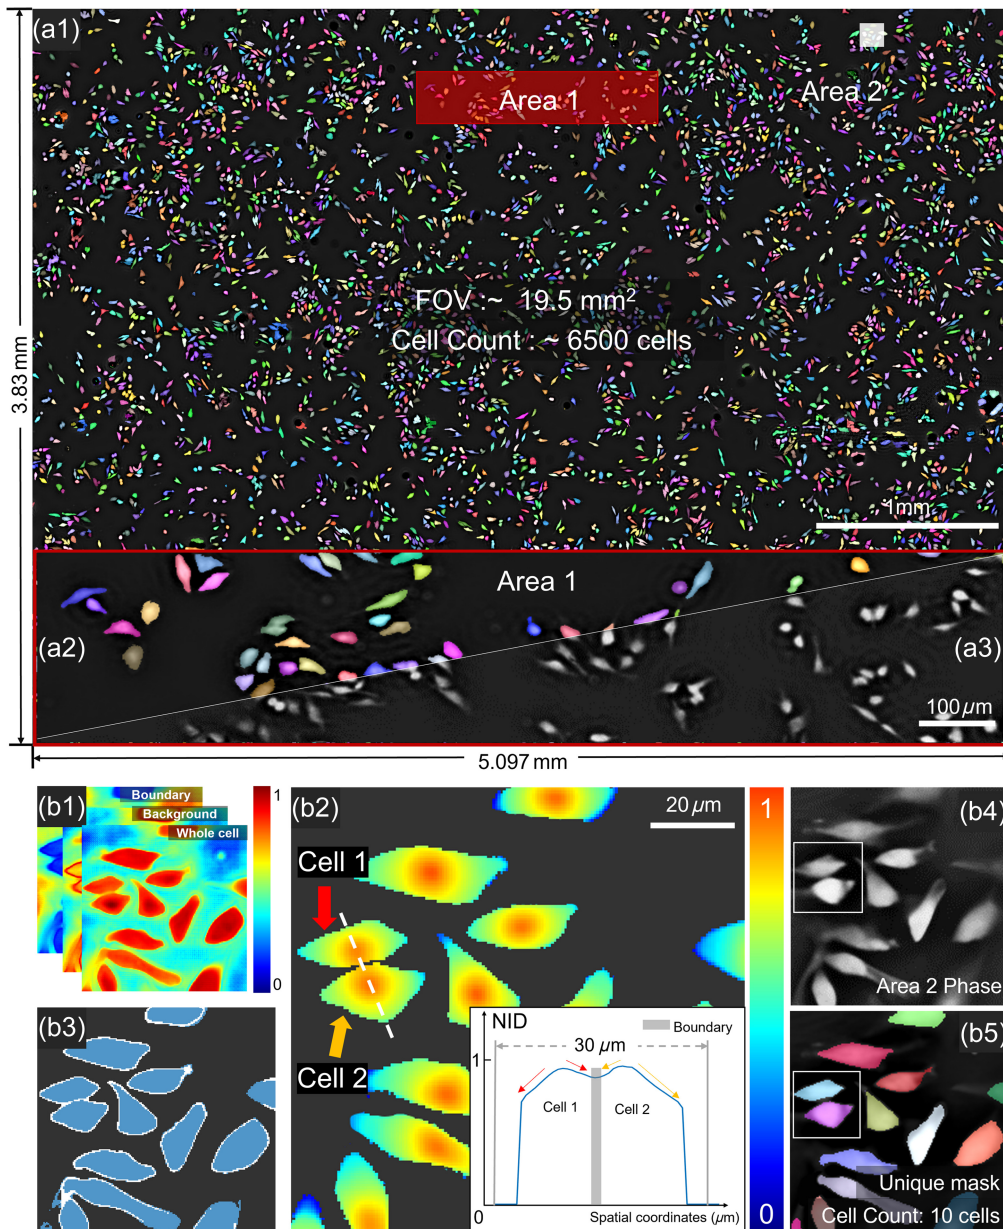 (a1)
Area 1
Area 2
FOV :~ 19.5 mm²
Cell Count : ~ 6500 cells
3.83 mm
1mm
Area 1
(a2)
(a3)
100 µm
5.097 mm
(b1)
Boundary
Background
Whole cell
1
0
(b2)
20 µm
Cell 1
Cell 2
NID
Boundary
30 µm
1
Cell 1
Cell 2
0
Spatial coordinates (µm)
1
0
(b3)
(b4)
Area 2 Phase
(b5)
Unique mask
Cell Count: 10 cells